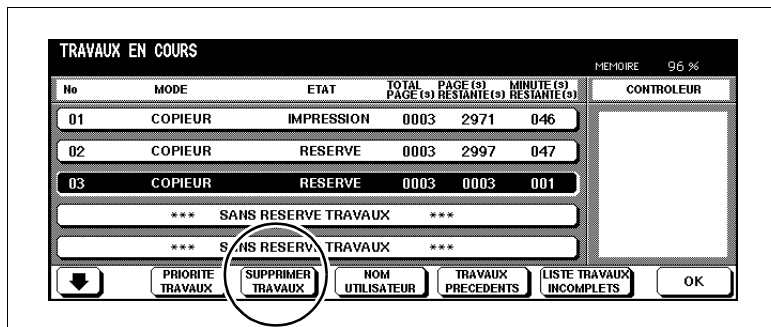 TRAVAUX EN COURS
MEMOIRE 96 %
No MODE ETAT TOTAL PAGE(S) PAGE(S) RESTANTE(S) MINUTE(S) RESTANTE(S)
CONTROLEUR
01 COPIEUR IMPRESSION 0003 2971 046
02 COPIEUR RESERVE 0003 2997 047
03 COPIEUR RESERVE 0003 0003 001
*** SANS RESERVE TRAVAUX ***
*** SANS RESERVE TRAVAUX ***
PRIORITE TRAVAUX
SUPPRIMER TRAVAUX
NOM UTILISATEUR
TRAVAUX PRECEDENTS
LISTE TRAVAUX INCOMPLETS
OK